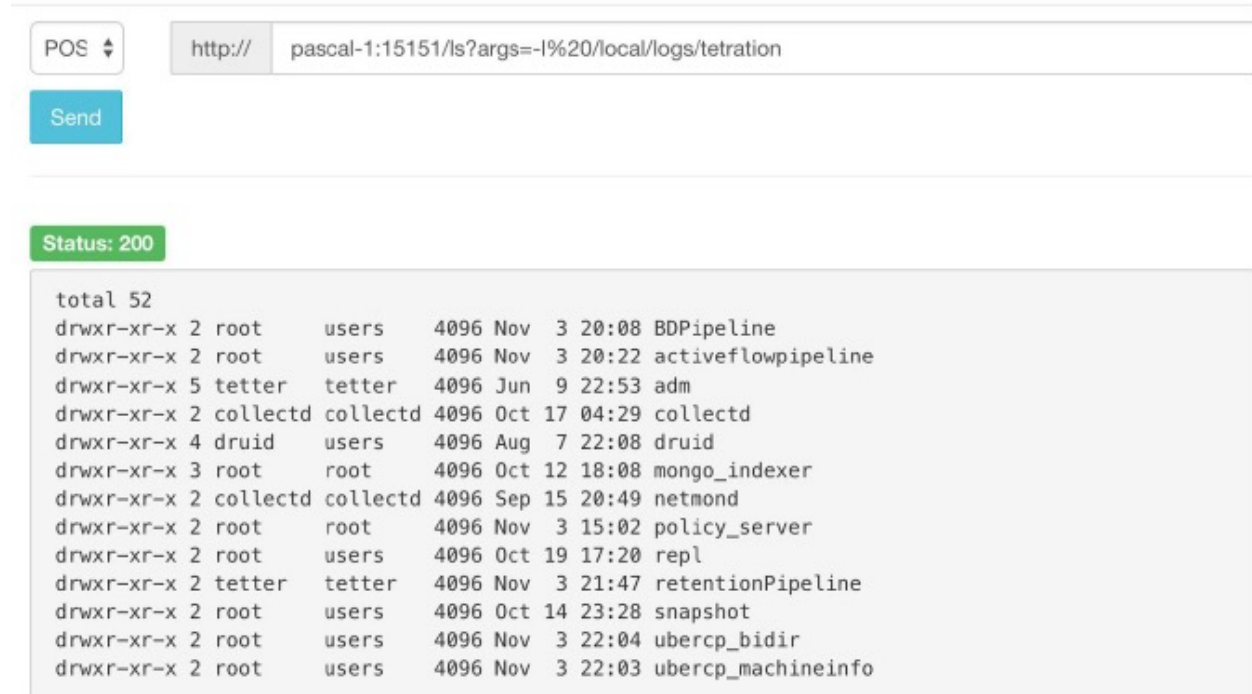 POS http:// pascal-1:15151/ls?args=-l%20/local/logs/tetration
Send
Status: 200
total 52
drwxr-xr-x 2 root     users    4096 Nov  3 20:08 BDPipeline
drwxr-xr-x 2 root     users    4096 Nov  3 20:22 activeflowpipeline
drwxr-xr-x 5 tetter   tetter   4096 Jun  9 22:53 adm
drwxr-xr-x 2 collectd collectd 4096 Oct 17 04:29 collectd
drwxr-xr-x 4 druid    users    4096 Aug  7 22:08 druid
drwxr-xr-x 3 root     root     4096 Oct 12 18:08 mongo_indexer
drwxr-xr-x 2 collectd collectd 4096 Sep 15 20:49 netmond
drwxr-xr-x 2 root     root     4096 Nov  3 15:02 policy_server
drwxr-xr-x 2 root     users    4096 Oct 19 17:20 repl
drwxr-xr-x 2 tetter   tetter   4096 Nov  3 21:47 retentionPipeline
drwxr-xr-x 2 root     users    4096 Oct 14 23:28 snapshot
drwxr-xr-x 2 root     users    4096 Nov  3 22:04 ubercp_bidir
drwxr-xr-x 2 root     users    4096 Nov  3 22:03 ubercp_machineinfo